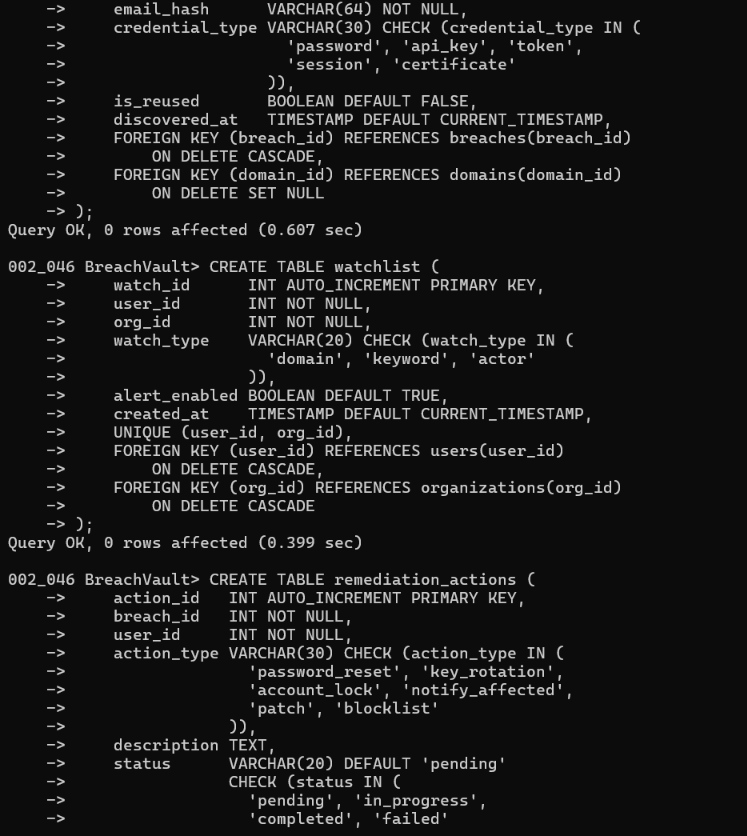 ->     email_hash      VARCHAR(64) NOT NULL,
    ->     credential_type VARCHAR(30) CHECK (credential_type IN (
    ->                       'password', 'api_key', 'token',
    ->                       'session', 'certificate'
    ->                     )),
    ->     is_reused       BOOLEAN DEFAULT FALSE,
    ->     discovered_at   TIMESTAMP DEFAULT CURRENT_TIMESTAMP,
    ->     FOREIGN KEY (breach_id) REFERENCES breaches(breach_id)
    ->         ON DELETE CASCADE,
    ->     FOREIGN KEY (domain_id) REFERENCES domains(domain_id)
    ->         ON DELETE SET NULL
    -> );
Query OK, 0 rows affected (0.607 sec)

002_046 BreachVault> CREATE TABLE watchlist (
    ->     watch_id      INT AUTO_INCREMENT PRIMARY KEY,
    ->     user_id       INT NOT NULL,
    ->     org_id        INT NOT NULL,
    ->     watch_type    VARCHAR(20) CHECK (watch_type IN (
    ->                     'domain', 'keyword', 'actor'
    ->                   )),
    ->     alert_enabled BOOLEAN DEFAULT TRUE,
    ->     created_at    TIMESTAMP DEFAULT CURRENT_TIMESTAMP,
    ->     UNIQUE (user_id, org_id),
    ->     FOREIGN KEY (user_id) REFERENCES users(user_id)
    ->         ON DELETE CASCADE,
    ->     FOREIGN KEY (org_id) REFERENCES organizations(org_id)
    ->         ON DELETE CASCADE
    -> );
Query OK, 0 rows affected (0.399 sec)

002_046 BreachVault> CREATE TABLE remediation_actions (
    ->     action_id   INT AUTO_INCREMENT PRIMARY KEY,
    ->     breach_id   INT NOT NULL,
    ->     user_id     INT NOT NULL,
    ->     action_type VARCHAR(30) CHECK (action_type IN (
    ->                   'password_reset', 'key_rotation',
    ->                   'account_lock', 'notify_affected',
    ->                   'patch', 'blocklist'
    ->                 )),
    ->     description TEXT,
    ->     status      VARCHAR(20) DEFAULT 'pending'
    ->                 CHECK (status IN (
    ->                   'pending', 'in_progress',
    ->                   'completed', 'failed'